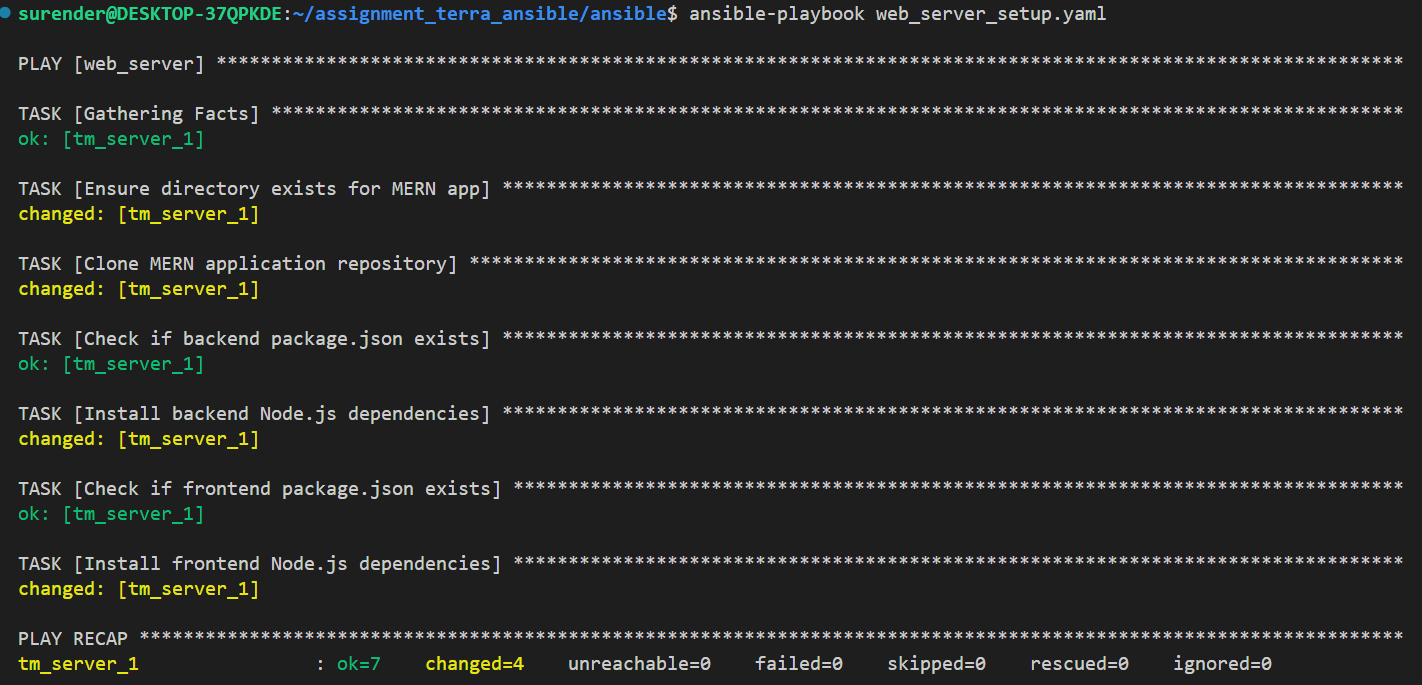 surender@DESKTOP-37QPKDE:~/assignment_terra_ansible/ansible$ ansible-playbook web_server_setup.yaml
PLAY [web_server] ************************************************************************************************************
TASK [Gathering Facts] *******************************************************************************************************
ok: [tm_server_1]
TASK [Ensure directory exists for MERN app] **********************************************************************************
changed: [tm_server_1]
TASK [Clone MERN application repository] *************************************************************************************
changed: [tm_server_1]
TASK [Check if backend package.json exists] **********************************************************************************
ok: [tm_server_1]
TASK [Install backend Node.js dependencies] **********************************************************************************
changed: [tm_server_1]
TASK [Check if frontend package.json exists] *********************************************************************************
ok: [tm_server_1]
TASK [Install frontend Node.js dependencies] *********************************************************************************
changed: [tm_server_1]
PLAY RECAP *******************************************************************************************************************
tm_server_1                : ok=7    changed=4    unreachable=0    failed=0    skipped=0    rescued=0    ignored=0